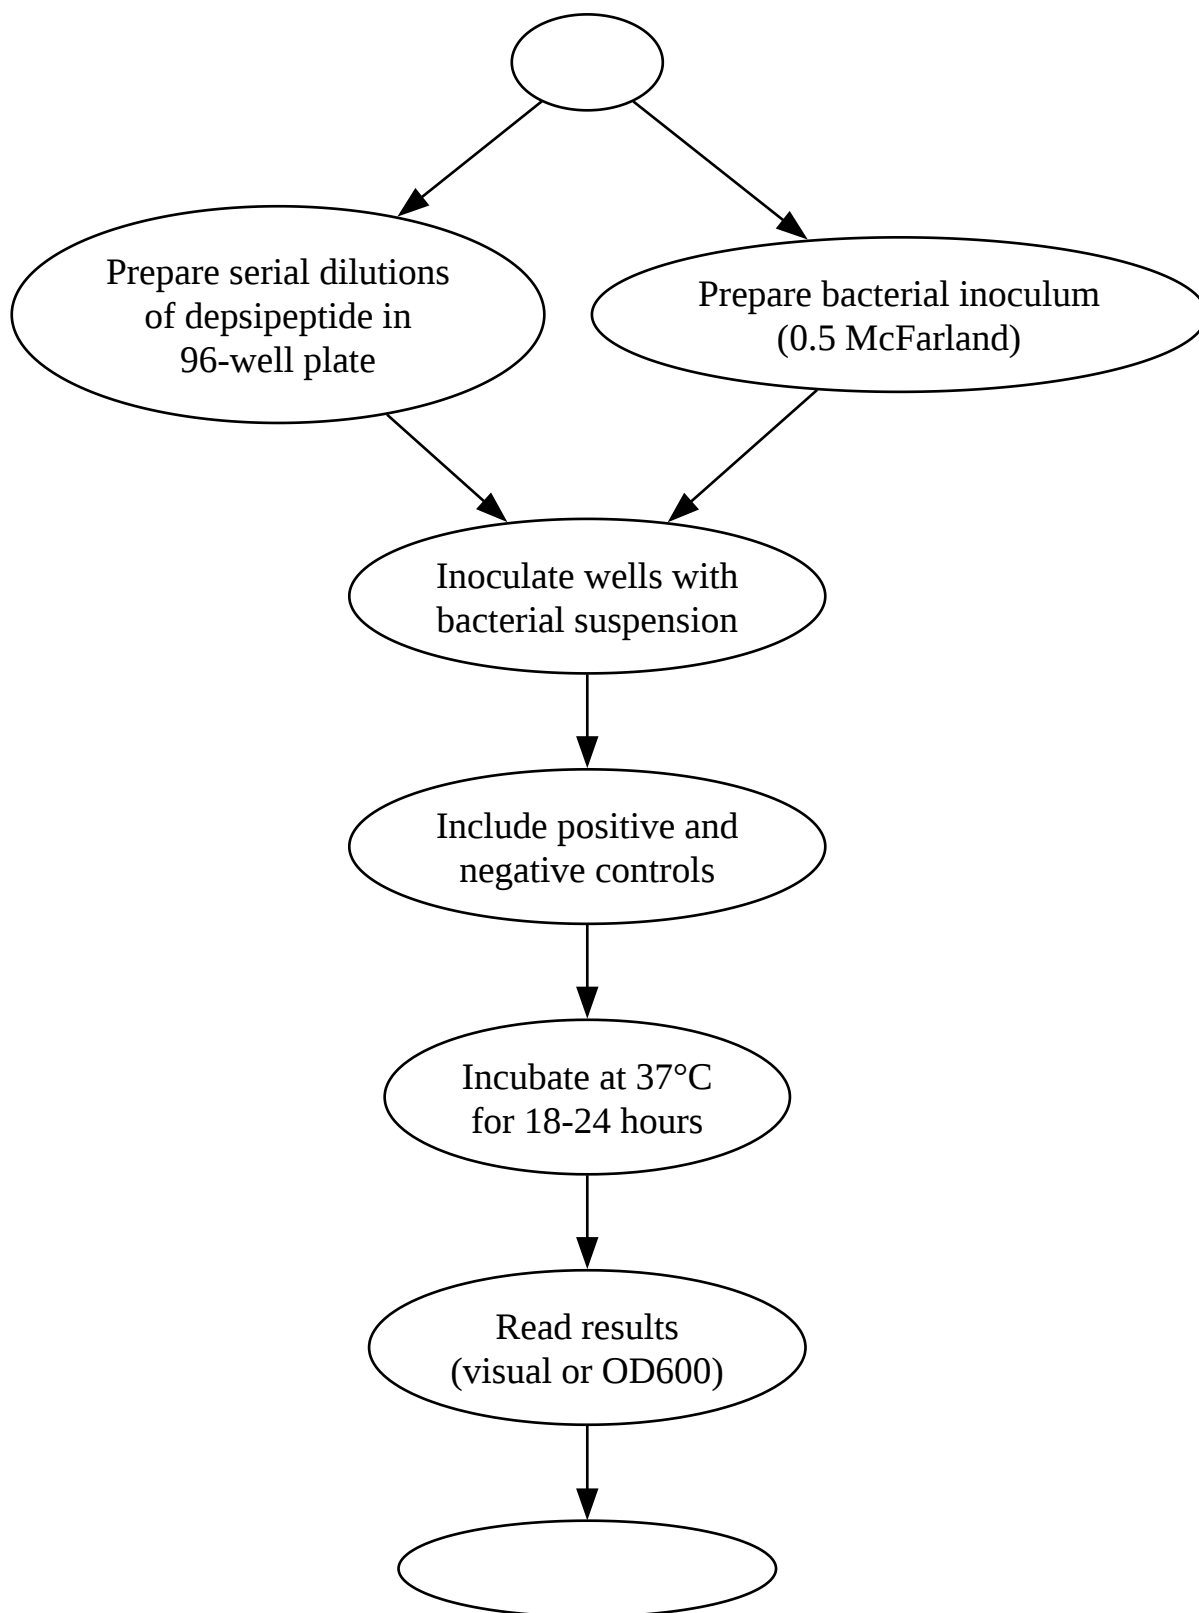 Prepare serial dilutions
of depsipeptide in
96-well plate
Prepare bacterial inoculum
(0.5 McFarland)
Inoculate wells with
bacterial suspension
Include positive and
negative controls
Incubate at 37°C
for 18-24 hours
Read results
(visual or OD600)